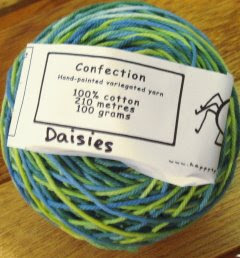 Confection
Hand-painted variegated yarn
100% cotton
210 metres
100 grams
Daisies